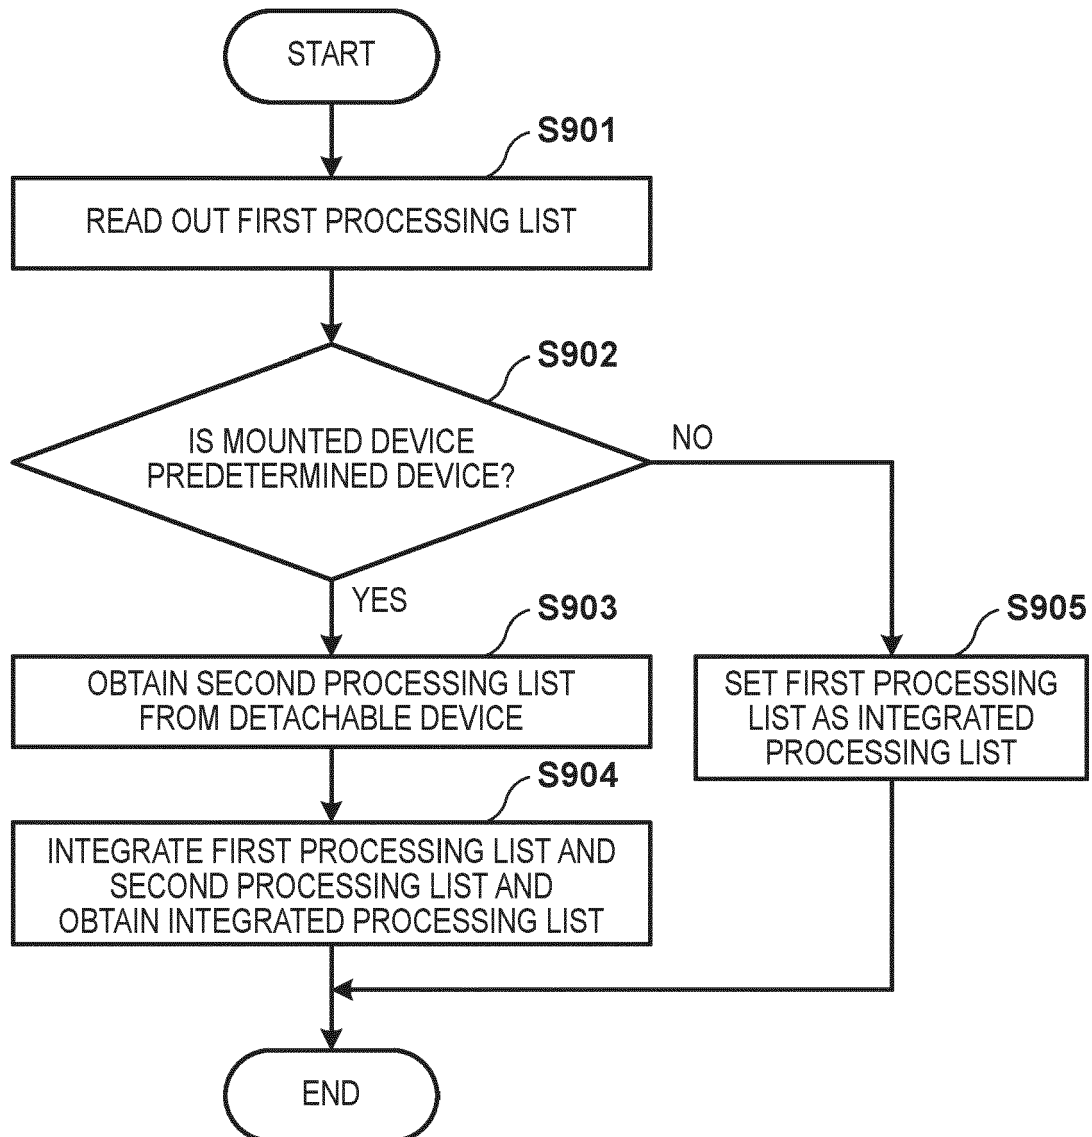 START
S901
READ OUT FIRST PROCESSING LIST
S902
IS MOUNTED DEVICE
PREDETERMINED DEVICE?
NO
YES
S903
OBTAIN SECOND PROCESSING LIST
FROM DETACHABLE DEVICE
S905
SET FIRST PROCESSING
LIST AS INTEGRATED
PROCESSING LIST
S904
INTEGRATE FIRST PROCESSING LIST AND
SECOND PROCESSING LIST AND
OBTAIN INTEGRATED PROCESSING LIST
END